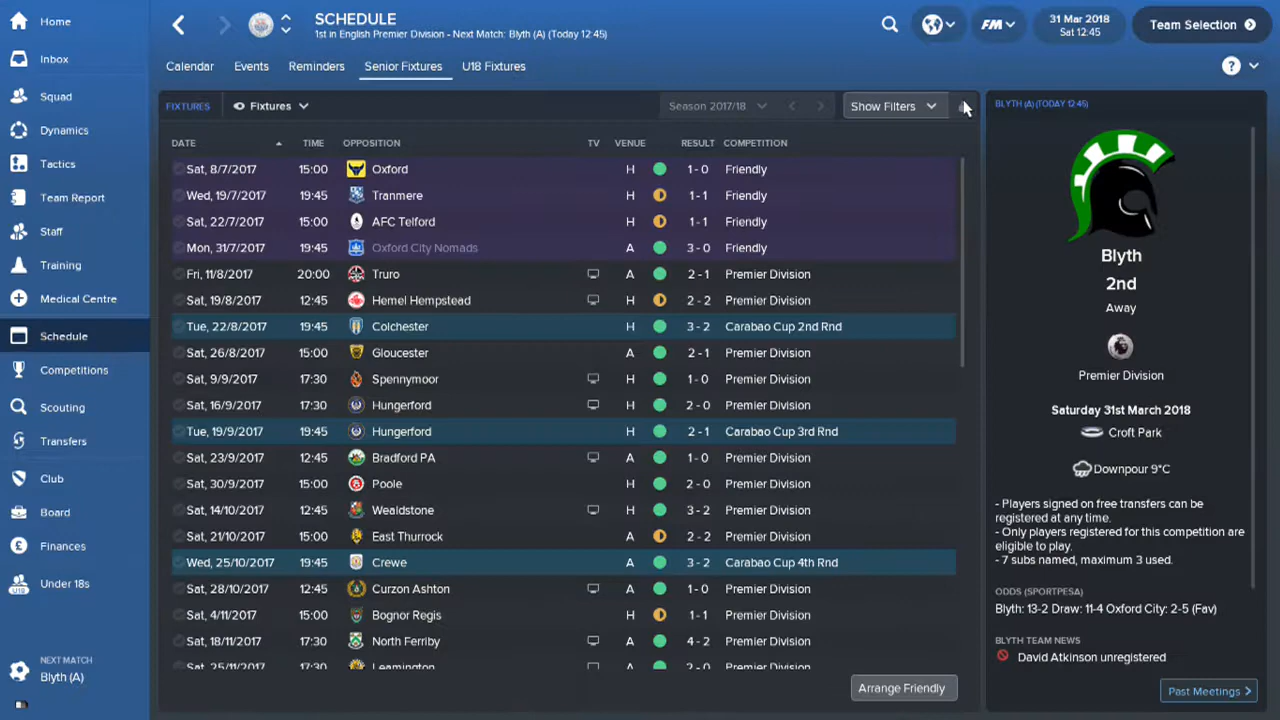 Home
Inbox
Squad
Dynamics
Tactics
Team Report
Staff
Training
Medical Centre
Schedule
Competitions
Scouting
Transfers
Club
Board
Finances
Under 18s
U18
NEXT MATCH
Blyth (A)
SCHEDULE
1st in English Premier Division - Next Match: Blyth (A) (Today 12:45)
FM
31 Mar 2018
Sat 12:45
Team Selection
Calendar Events Reminders Senior Fixtures U18 Fixtures
?
FIXTURES Fixtures Season 2017/18 Show Filters
DATE TIME OPPOSITION TV VENUE RESULT COMPETITION
Sat, 8/7/2017 15:00 Oxford H 1 - 0 Friendly
Wed, 19/7/2017 19:45 Tranmere H 1 - 1 Friendly
Sat, 22/7/2017 15:00 AFC Telford H 1 - 1 Friendly
Mon, 31/7/2017 19:45 Oxford City Nomads A 3 - 0 Friendly
Fri, 11/8/2017 20:00 Truro A 2 - 1 Premier Division
Sat, 19/8/2017 12:45 Hemel Hempstead H 2 - 2 Premier Division
Tue, 22/8/2017 19:45 Colchester H 3 - 2 Carabao Cup 2nd Rnd
Sat, 26/8/2017 15:00 Gloucester A 2 - 1 Premier Division
Sat, 9/9/2017 17:30 Spennymoor H 1 - 0 Premier Division
Sat, 16/9/2017 17:30 Hungerford H 2 - 0 Premier Division
Tue, 19/9/2017 19:45 Hungerford H 2 - 1 Carabao Cup 3rd Rnd
Sat, 23/9/2017 12:45 Bradford PA A 1 - 0 Premier Division
Sat, 30/9/2017 15:00 Poole H 2 - 0 Premier Division
Sat, 14/10/2017 12:45 Wealdstone H 3 - 2 Premier Division
Sat, 21/10/2017 15:00 East Thurrock A 2 - 2 Premier Division
Wed, 25/10/2017 19:45 Crewe A 3 - 2 Carabao Cup 4th Rnd
Sat, 28/10/2017 12:45 Curzon Ashton A 1 - 0 Premier Division
Sat, 4/11/2017 15:00 Bognor Regis H 1 - 1 Premier Division
Sat, 18/11/2017 17:30 North Ferriby A 4 - 2 Premier Division
Sat, 25/11/2017 17:30 Leamington A 2 - 0 Premier Division
Arrange Friendly
BLYTH (A) (TODAY 12:45)
Blyth
2nd
Away
Premier Division
Saturday 31st March 2018
Croft Park
Downpour 9°C
- Players signed on free transfers can be
registered at any time.
- Only players registered for this competition are
eligible to play.
- 7 subs named, maximum 3 used.
ODDS (SPORTPESA)
Blyth: 13-2 Draw: 11-4 Oxford City: 2-5 (Fav)
BLYTH TEAM NEWS
David Atkinson unregistered
Past Meetings